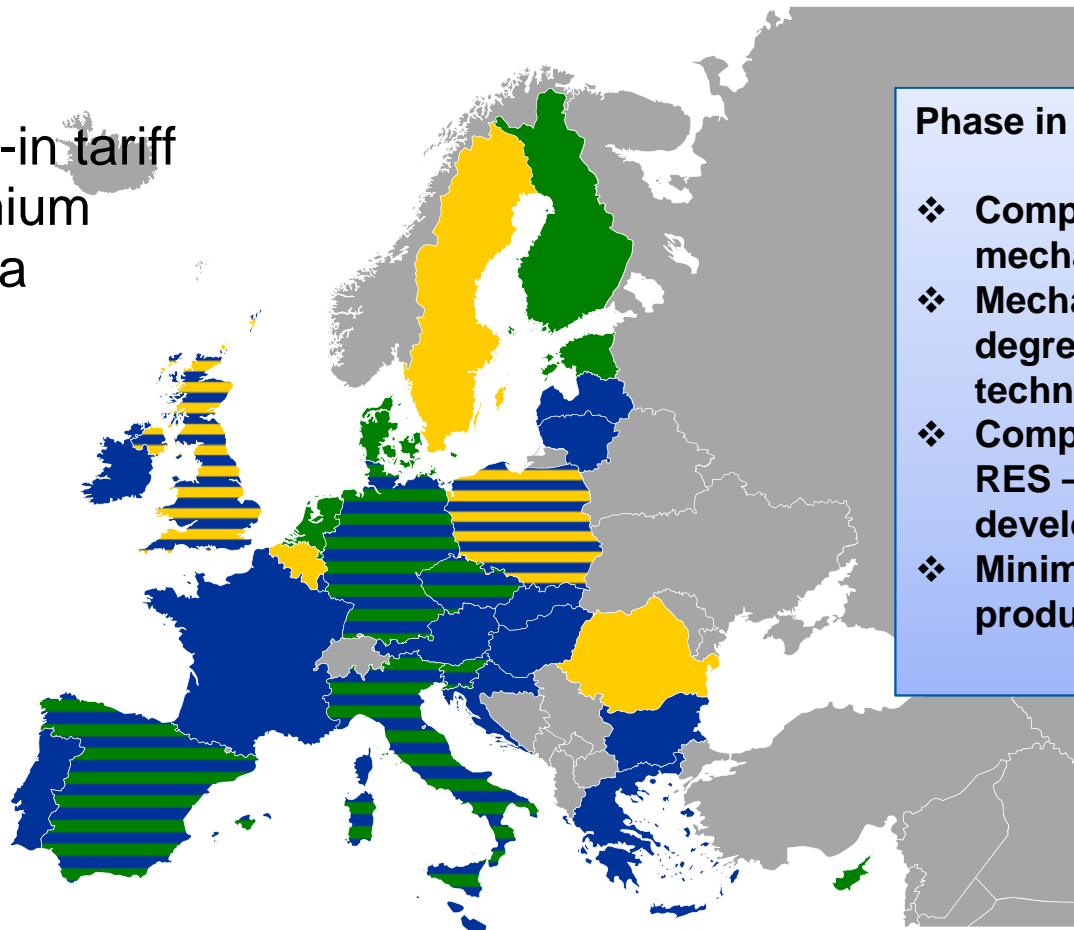 -in tariff
nium
a
Phase in
❖ Comp
mecha
❖ Mecha
degre
techn
❖ Comp
RES –
develo
❖ Minim
produ